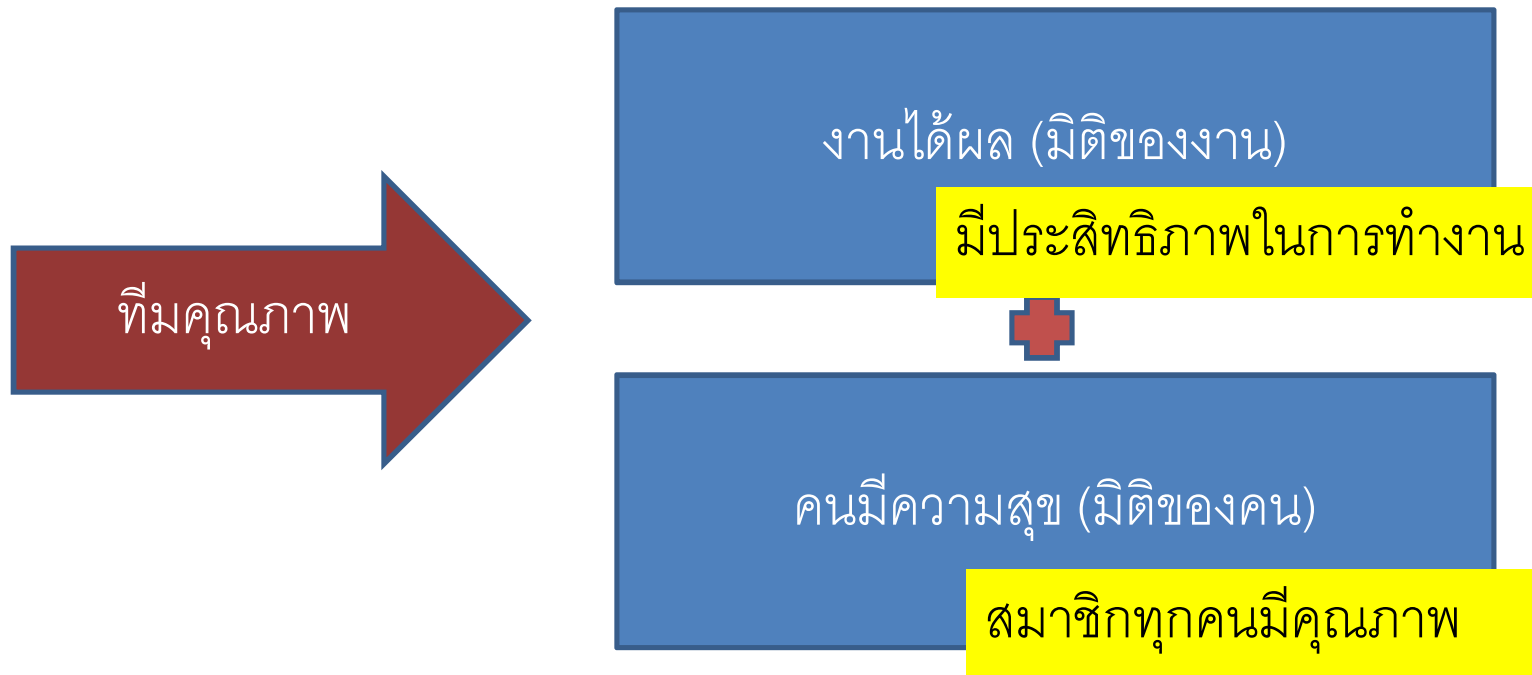 งานได้ผล (มิติของงาน)
มีประสิทธิภาพในการทำงาน
ทีมคุณภาพ
คนมีความสุข (มิติของคน)
สมาชิกทุกคนมีคุณภาพ